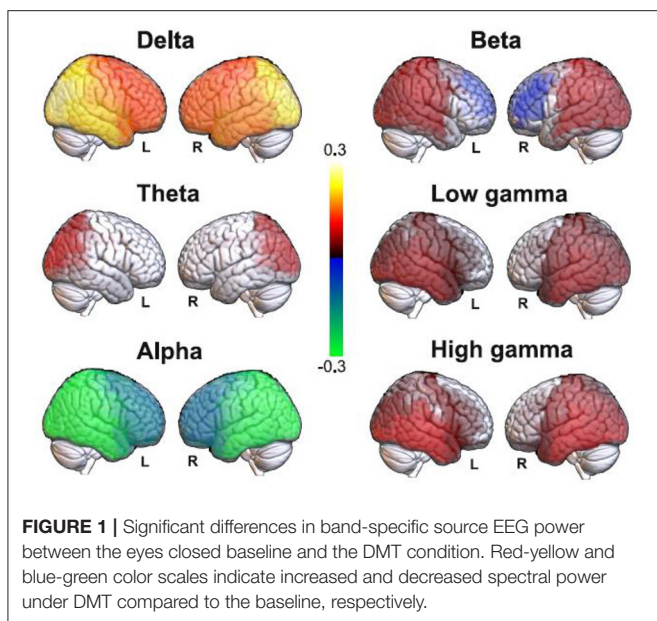 Delta
Beta
L
R
L
R
0.3
Theta
Low gamma
L
R
L
R
-0.3
Alpha
High gamma
L
R
L
R
FIGURE 1 | Significant differences in band-specific source EEG power
between the eyes closed baseline and the DMT condition. Red-yellow and
blue-green color scales indicate increased and decreased spectral power
under DMT compared to the baseline, respectively.